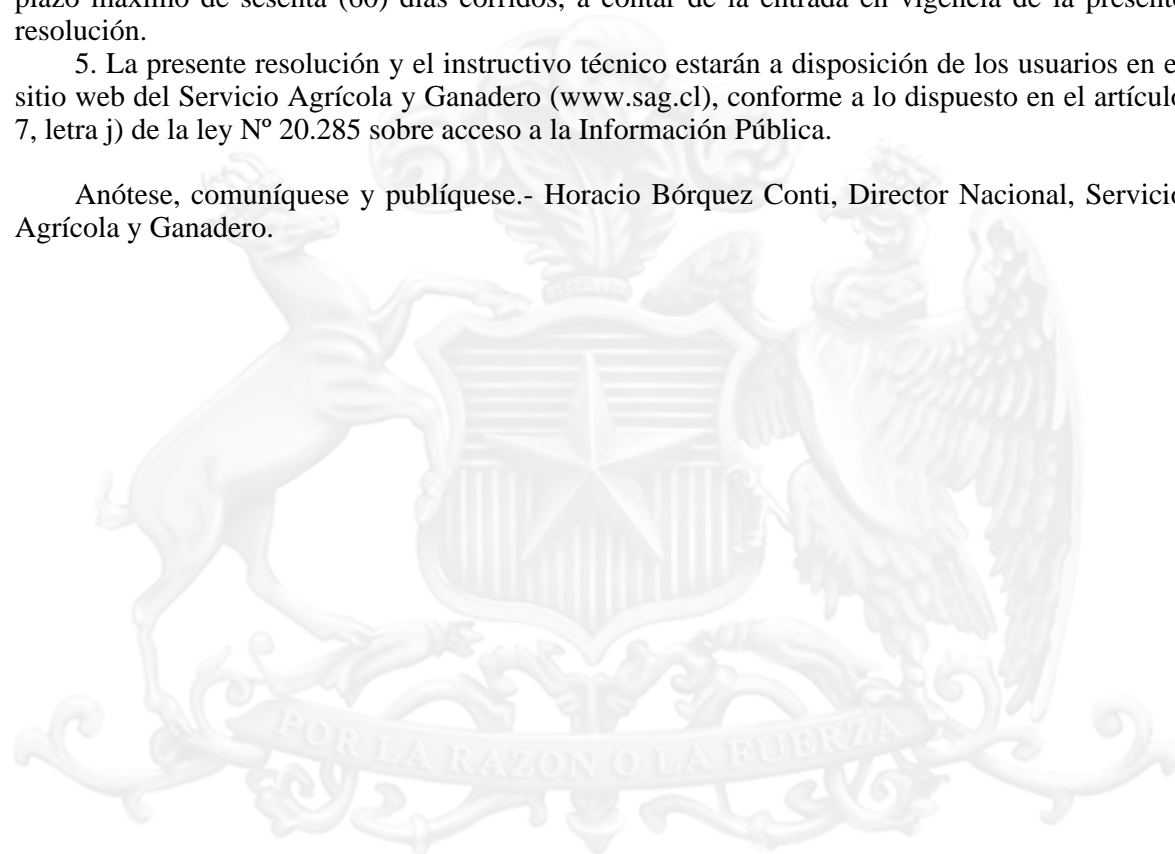 plazo máximo de sesenta (60) días corridos, a contar de la entrada en vigencia de la presente
resolución.
5. La presente resolución y el instructivo técnico estarán a disposición de los usuarios en e
sitio web del Servicio Agrícola y Ganadero (www.sag.cl), conforme a lo dispuesto en el artículo
7, letra j) de la ley Nº 20.285 sobre acceso a la Información Pública.
Anótese, comuníquese y publíquese.- Horacio Bórquez Conti, Director Nacional, Servicio
Agrícola y Ganadero.
POR LA RAZON O LA FUERZA